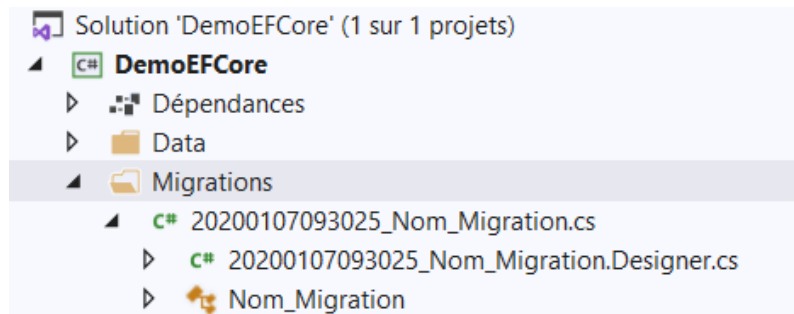 Solution 'DemoEFCore' (1 sur 1 projets)
C# DemoEFCore
Dépendances
Data
Migrations
C# 20200107093025_Nom_Migration.cs
C# 20200107093025_Nom_Migration.Designer.cs
Nom_Migration